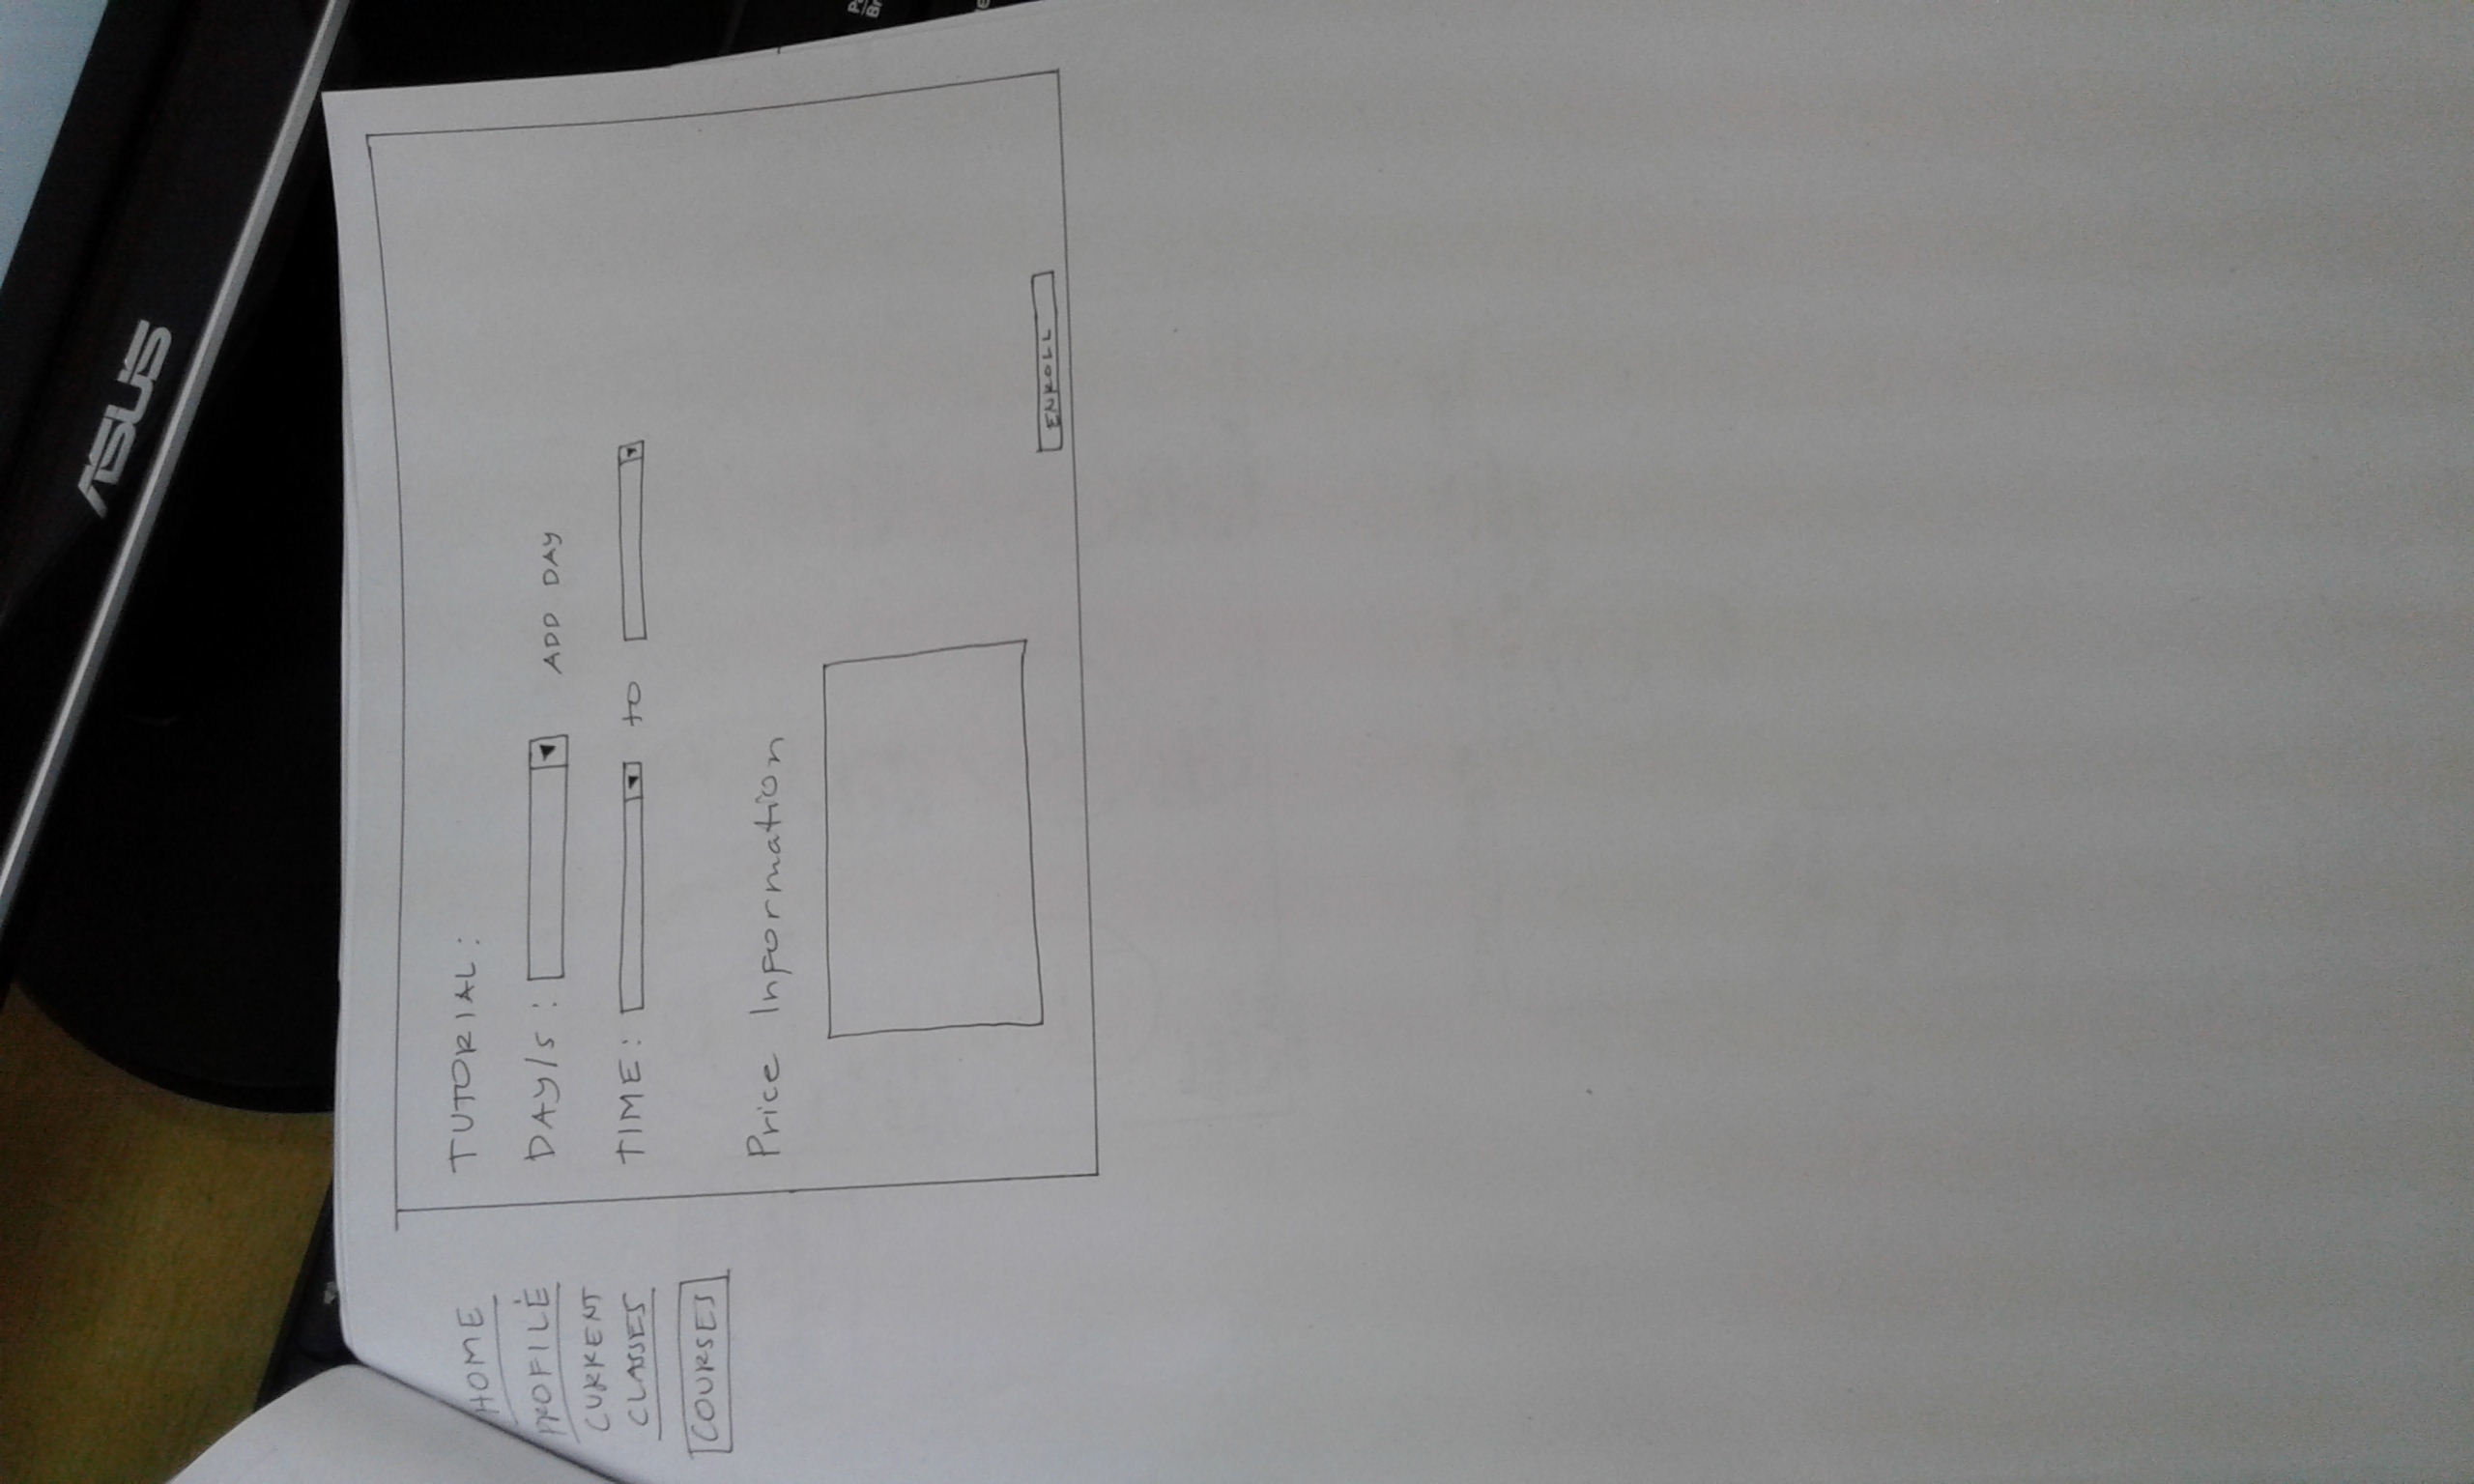 ASUS
HOME
PROFILE
CURRENT
CLASSES
COURSES
TUTORIAL:
DAY/S: ADD DAY
TIME: to
Price Information
ENROLL